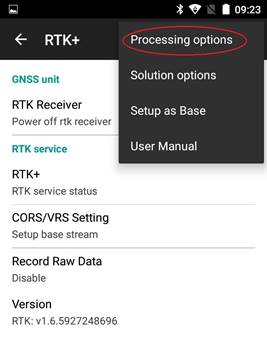 09:23
RTK+
Processing options
Solution options
Setup as Base
User Manual
GNSS unit
RTK Receiver
Power off rtk receiver
RTK service
RTK+
RTK service status
CORS/VRS Setting
Setup base stream
Record Raw Data
Disable
Version
RTK: v1.6.5927248696